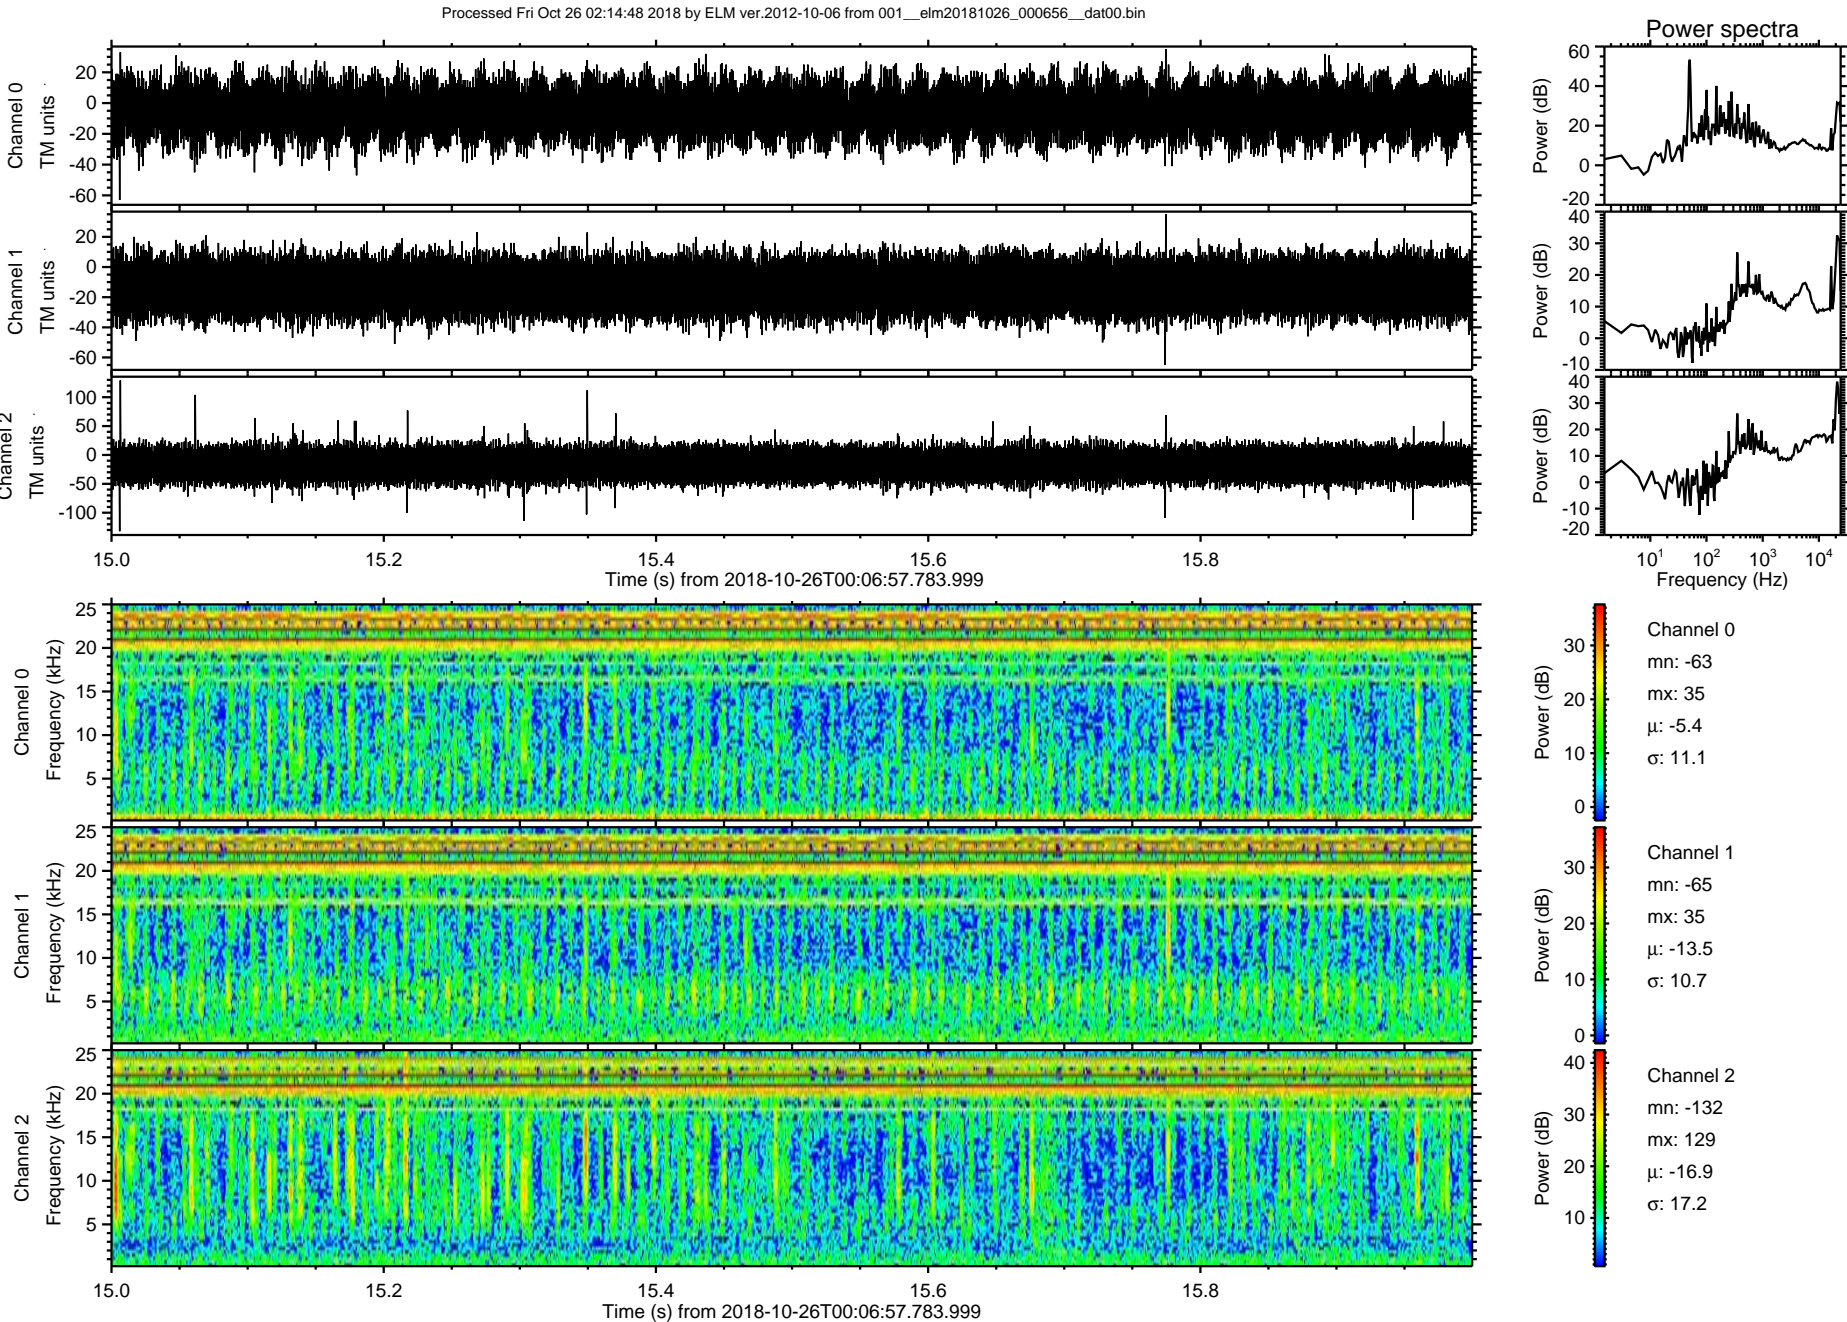 Processed Fri Oct 26 02:14:48 2018 by ELM ver.2012-10-06 from 001__elm20181026_000656__dat00.bin
Power spectra
Channel 0
TM units
20
0
-20
-40
-60
Power (dB)
60
40
20
0
-20
Channel 1
TM units
20
0
-20
-40
-60
Power (dB)
40
30
20
10
0
-10
Channel 2
TM units
100
50
0
-50
-100
Power (dB)
40
30
20
10
0
-10
-20
15.0 15.2 15.4 15.6 15.8
Time (s) from 2018-10-26T00:06:57.783.999
10^1 10^2 10^3 10^4
Frequency (Hz)
Channel 0
Frequency (kHz)
25
20
15
10
5
Power (dB)
30
20
10
0
Channel 0
mn: -63
mx: 35
μ: -5.4
σ: 11.1
Channel 1
Frequency (kHz)
25
20
15
10
5
Power (dB)
30
20
10
0
Channel 1
mn: -65
mx: 35
μ: -13.5
σ: 10.7
Channel 2
Frequency (kHz)
25
20
15
10
5
Power (dB)
40
30
20
10
Channel 2
mn: -132
mx: 129
μ: -16.9
σ: 17.2
15.0 15.2 15.4 15.6 15.8
Time (s) from 2018-10-26T00:06:57.783.999